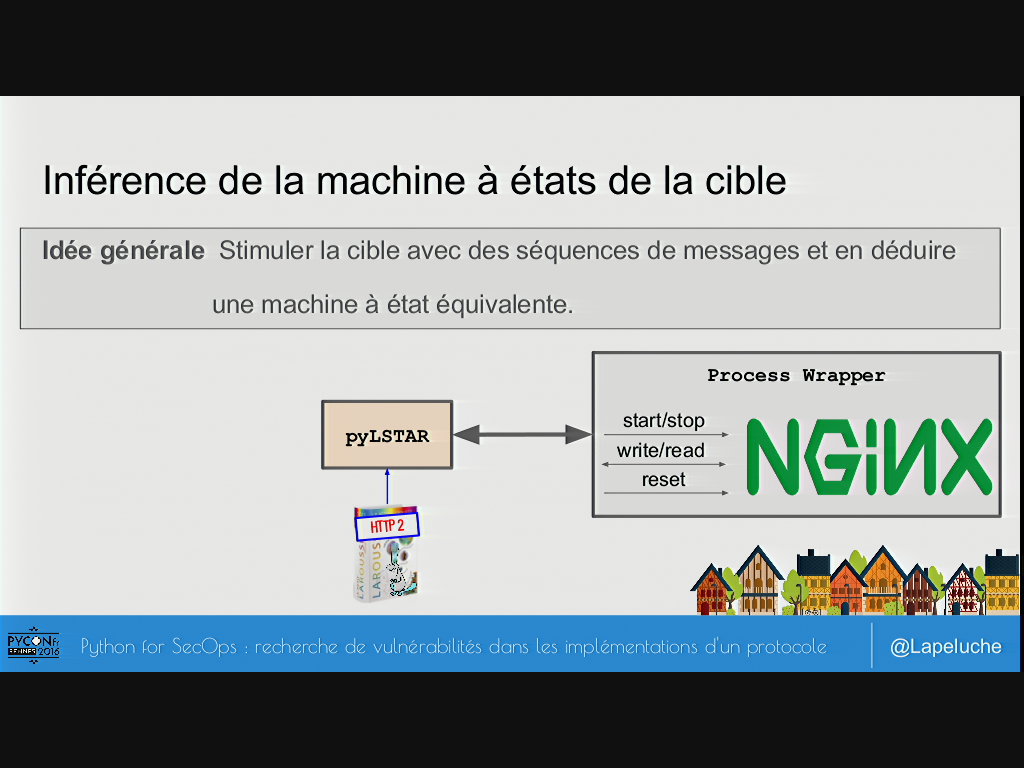 Inférence de la machine à états de la cible
Idée générale Stimuler la cible avec des séquences de messages et en déduire
une machine à état équivalente.
Process Wrapper
start/stop
write/read
reset
NGiNX
pyLSTAR
HTTP 2
LAROUSSE
PYCONfr
RENNES 2016
Python for SecOps : recherche de vulnérabilités dans les implémentations d'un protocole
@Lapeluche